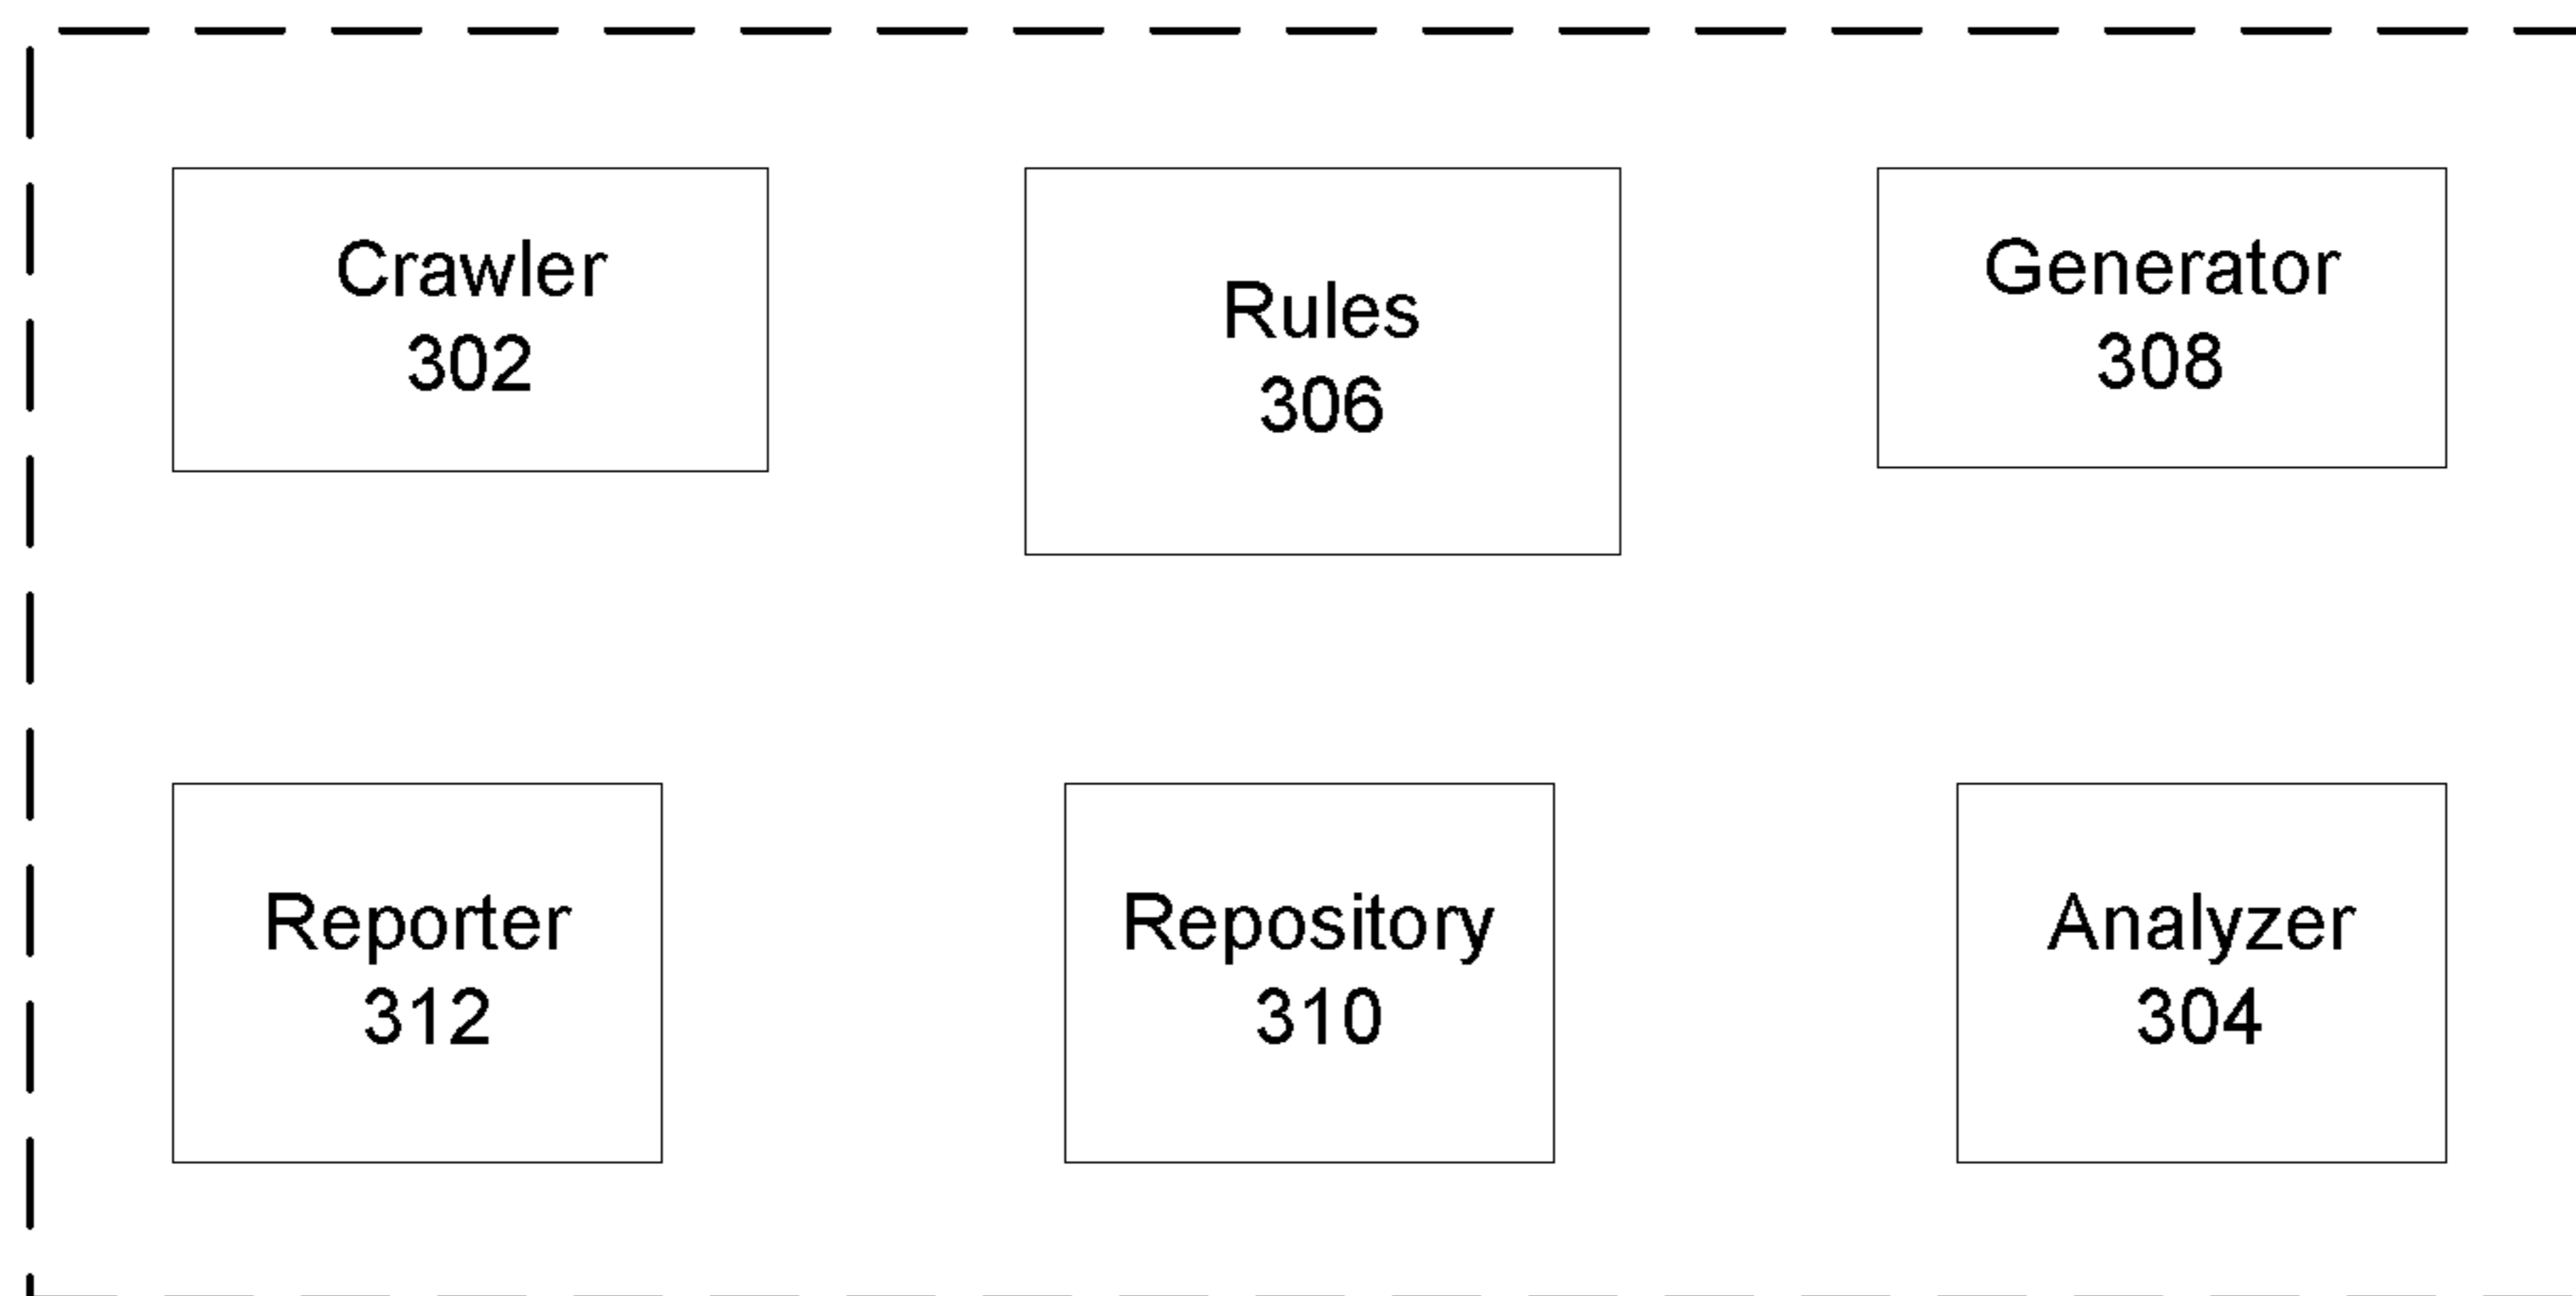 Crawler
302
Rules
306
Generator
308
Reporter
312
Repository
310
Analyzer
304